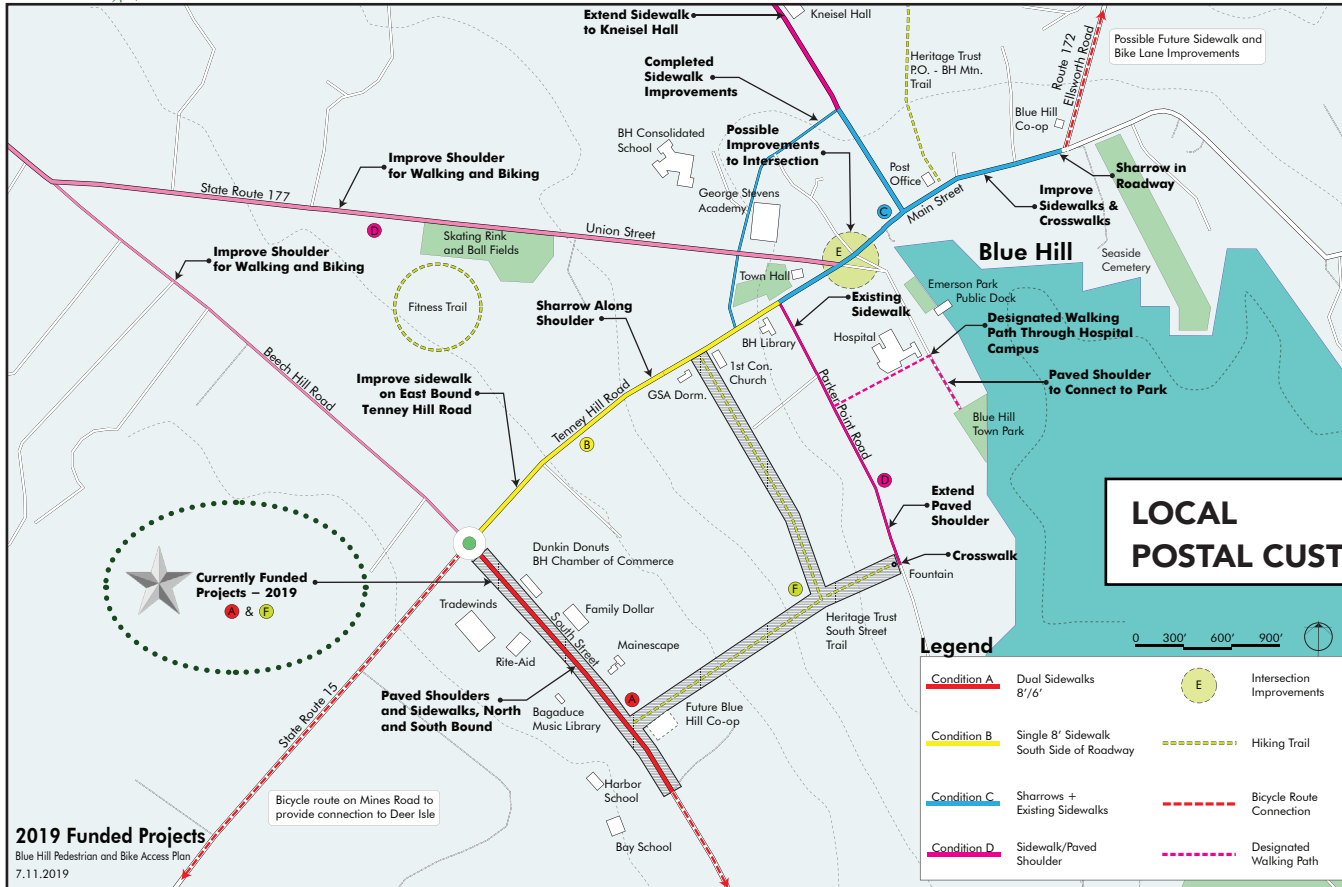 Extend Sidewalk
to Kneisel Hall
Kneisel Hall
Completed
Sidewalk
Improvements
Heritage Trust
P.O. - BH Mtn.
Trail
Route 172
Ellsworth Road
Possible Future Sidewalk and
Bike Lane Improvements
Blue Hill
Co-op
BH Consolidated
School
Possible
Improvements
to Intersection
Post
Office
Main Street
Sharrow in
Roadway
Improve
Sidewalks &
Crosswalks
Improve Shoulder
for Walking and Biking
State Route 177
George Stevens
Academy
C
D
Skating Rink
and Ball Fields
Union Street
E
Blue Hill
Seaside
Cemetery
Improve Shoulder
for Walking and Biking
Town Hall
Emerson Park
Public Dock
Fitness Trail
Sharrow Along
Shoulder
Existing
Sidewalk
BH Library
Hospital
Designated Walking
Path Through Hospital
Campus
Beech Hill Road
1st Con.
Church
GSA Dorm.
Paved Shoulder
to Connect to Park
Improve sidewalk
on East Bound
Tenney Hill Road
Tenney Hill Road
B
Parker Point Road
Blue Hill
Town Park
D
Extend
Paved
Shoulder
LOCAL
POSTAL CUST
Crosswalk
Fountain
Dunkin Donuts
BH Chamber of Commerce
Currently Funded
Projects – 2019
A & F
Tradewinds
Family Dollar
F
Heritage Trust
South Street
Trail
South Street
Mainescape
Rite-Aid
Paved Shoulders
and Sidewalks, North
and South Bound
Bagaduce
Music Library
A
Future Blue
Hill Co-op
State Route 15
Harbor
School
Bay School
Bicycle route on Mines Road to
provide connection to Deer Isle
0 300' 600' 900'
Legend
Condition A Dual Sidewalks
8'/6'
E Intersection
Improvements
Condition B Single 8' Sidewalk
South Side of Roadway
Hiking Trail
Condition C Sharrows +
Existing Sidewalks
Bicycle Route
Connection
Condition D Sidewalk/Paved
Shoulder
Designated
Walking Path
2019 Funded Projects
Blue Hill Pedestrian and Bike Access Plan
7.11.2019